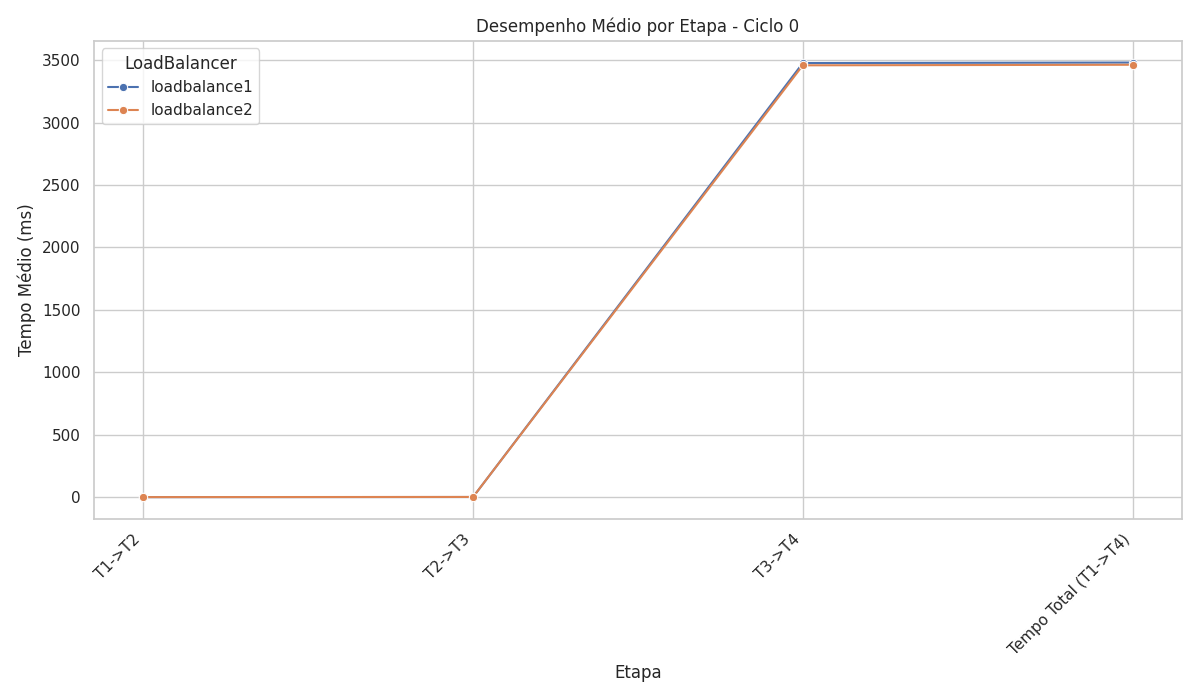 Desempenho Médio por Etapa - Ciclo 0
LoadBalancer
loadbalance1
loadbalance2
Tempo Médio (ms)
3500
3000
2500
2000
1500
1000
500
0
T1->T2
T2->T3
T3->T4
Tempo Total (T1->T4)
Etapa